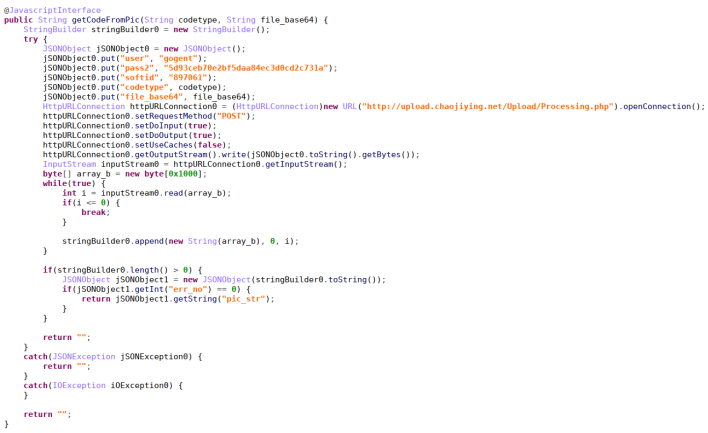 @JavascriptInterface
public String getCodeFromPic(String codetype, String file_base64) {
    StringBuilder stringBuilder0 = new StringBuilder();
    try {
        JSONObject jSONObject0 = new JSONObject();
        jSONObject0.put("user", "gogent");
        jSONObject0.put("pass2", "5d93ceb70e2bf5daa84ec3d0cd2c731a");
        jSONObject0.put("softid", "897061");
        jSONObject0.put("codetype", codetype);
        jSONObject0.put("file_base64", file_base64);
        HttpURLConnection httpURLConnection0 = (HttpURLConnection)new URL("http://upload.chaojiying.net/Upload/Processing.php").openConnection();
        httpURLConnection0.setRequestMethod("POST");
        httpURLConnection0.setDoInput(true);
        httpURLConnection0.setDoOutput(true);
        httpURLConnection0.setUseCaches(false);
        httpURLConnection0.getOutputStream().write(jSONObject0.toString().getBytes());
        InputStream inputStream0 = httpURLConnection0.getInputStream();
        byte[] array_b = new byte[0x1000];
        while(true) {
            int i = inputStream0.read(array_b);
            if(i <= 0) {
                break;
            }

            stringBuilder0.append(new String(array_b), 0, i);
        }

        if(stringBuilder0.length() > 0) {
            JSONObject jSONObject1 = new JSONObject(stringBuilder0.toString());
            if(jSONObject1.getInt("err_no") == 0) {
                return jSONObject1.getString("pic_str");
            }
        }

        return "";
    }
    catch(JSONException jSONException0) {
        return "";
    }
    catch(IOException iOException0) {
    }

    return "";
}